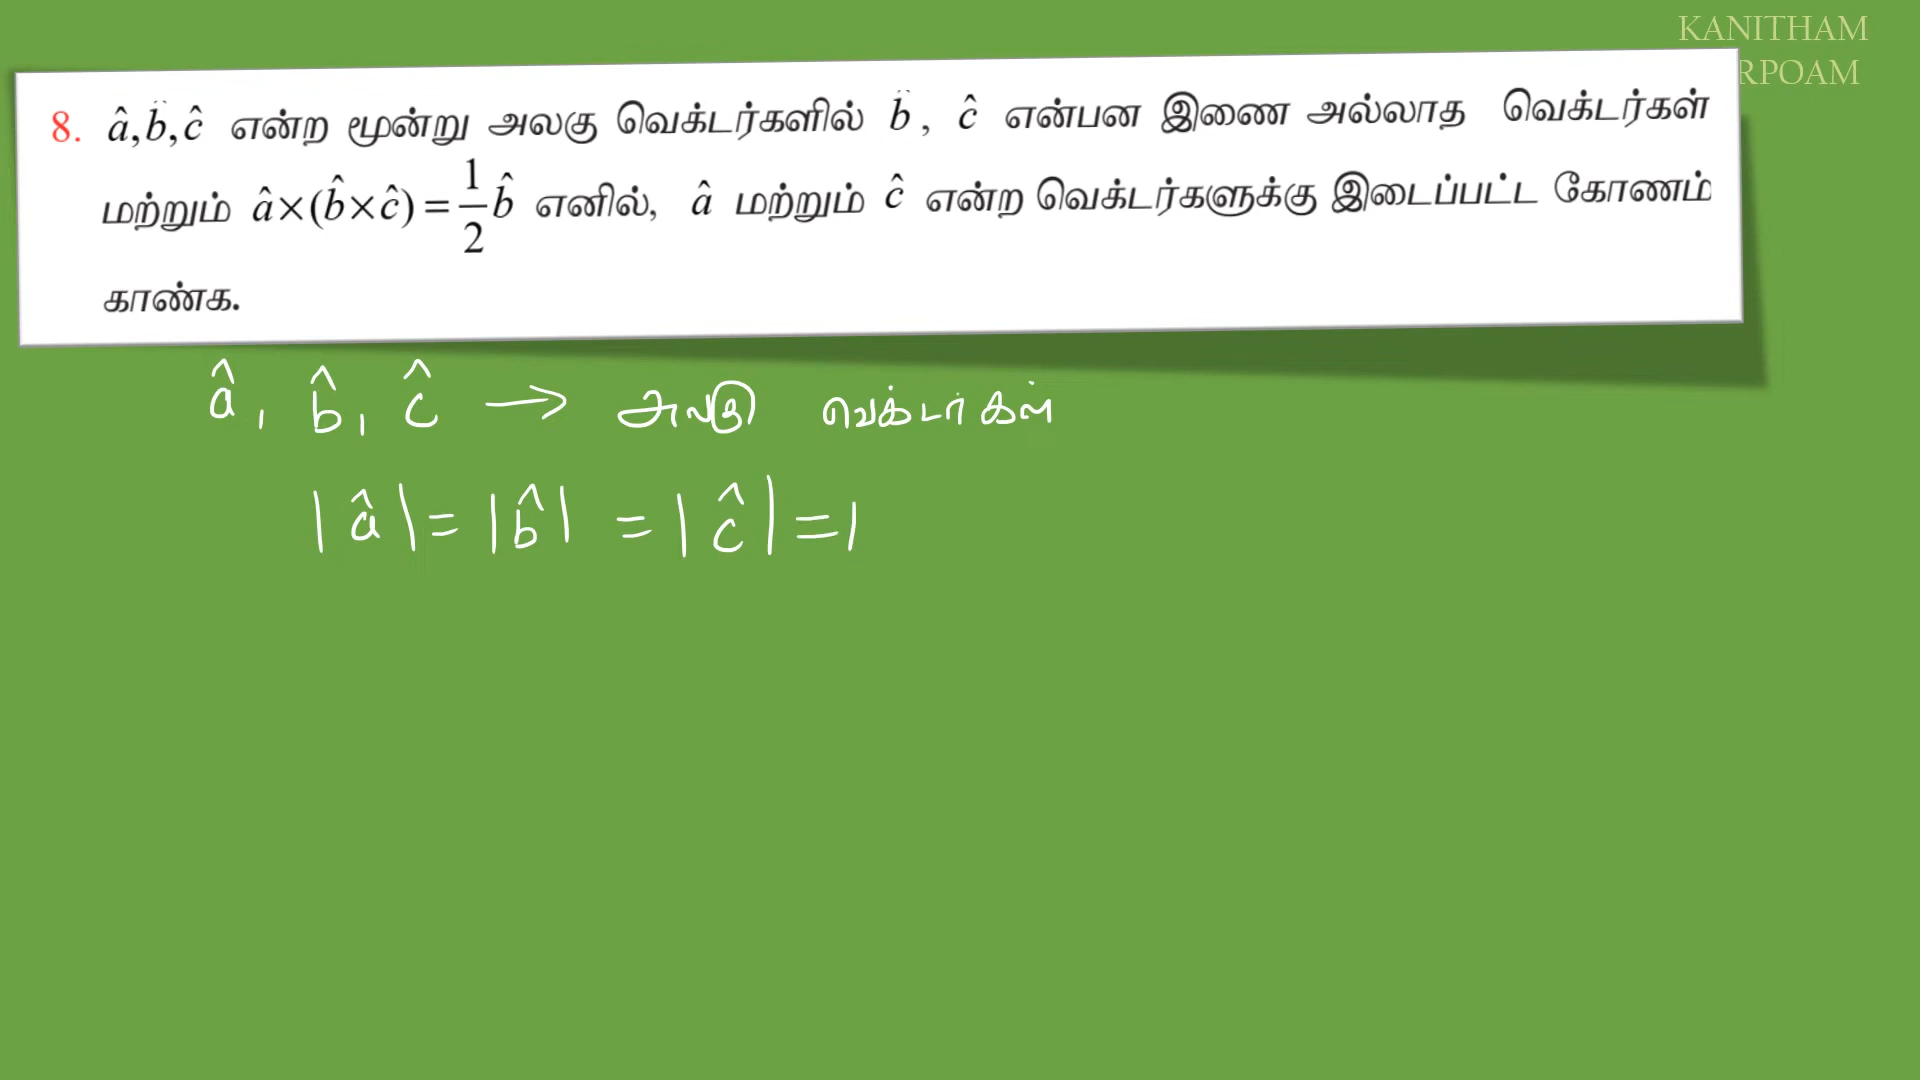 KANITHAM
RPOAM
8. â, b̂, ĉ என்ற மூன்று அலகு வெக்டர்களில் b̂, ĉ என்பன இணை அல்லாத வெக்டர்கள்
மற்றும் â×(b̂×ĉ) = 1/2 b̂ எனில், â மற்றும் ĉ என்ற வெக்டர்களுக்கு இடைப்பட்ட கோணம்
காண்க.
â, b̂, ĉ → அலகு வெக்டர்கள்
|â| = |b̂| = |ĉ| = 1